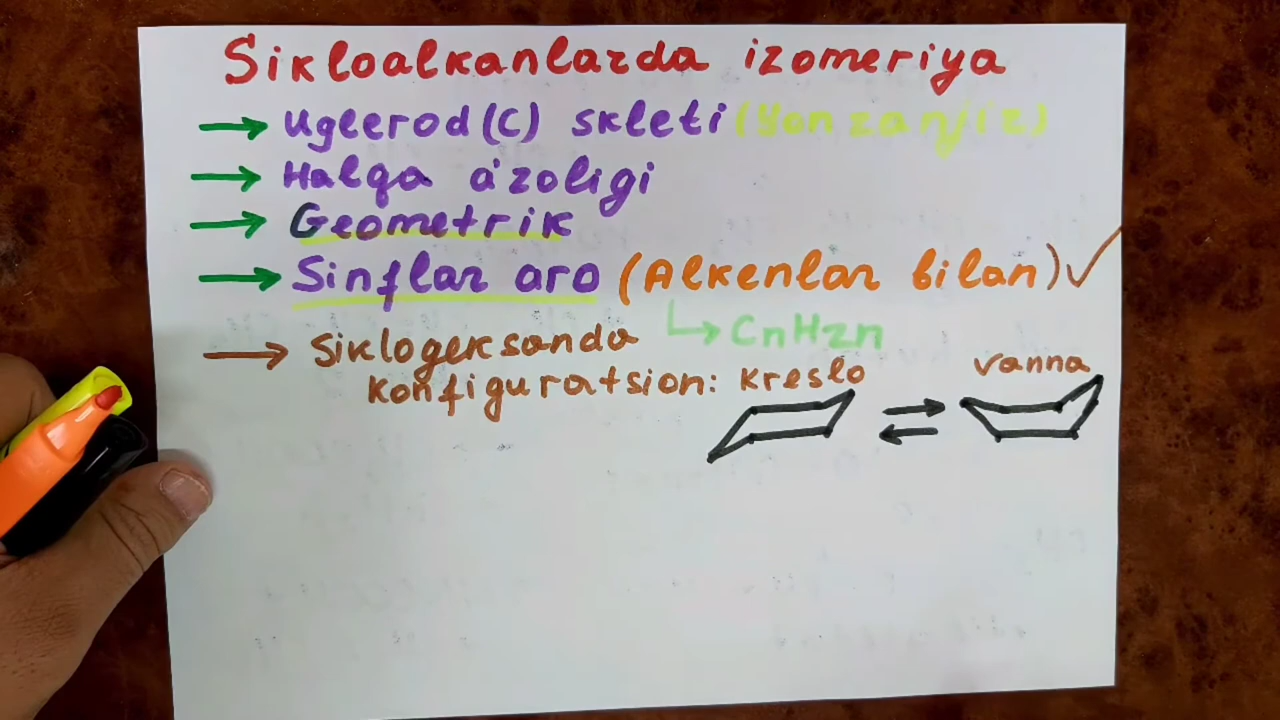 Sikloalkanlarda izomeriya
→ Uglerod (C) skleti (Yon zanjir)
→ Halqa a'zoligi
→ Geometrik
→ Sinflar aro (Alkenlar bilan) ✓
→ CnH2n
→ Siklogeksanda
konfiguratsion: kreslo
vanna